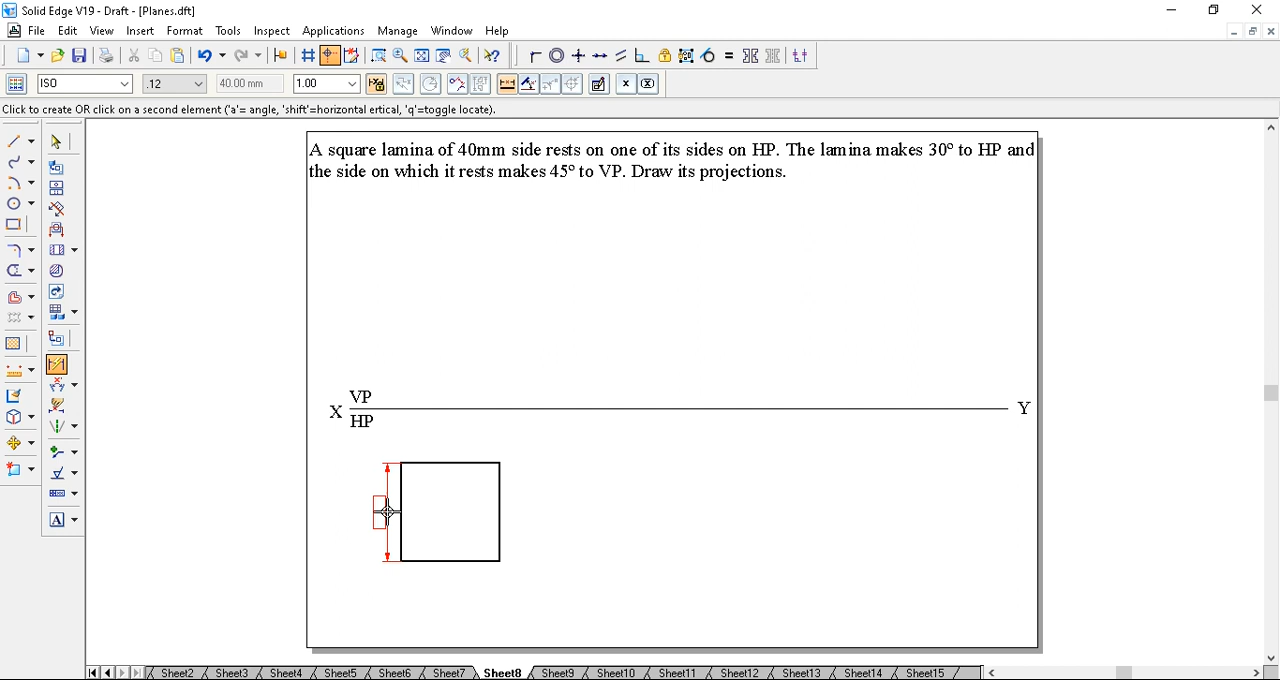 Solid Edge V19 - Draft - [Planes.dft]
File Edit View Insert Format Tools Inspect Applications Manage Window Help
ISO .12 40.00 mm 1.00
Click to create OR click on a second element ('a'= angle, 'shift'=horizontal ertical, 'q'=toggle locate).
A square lamina of 40mm side rests on one of its sides on HP. The lamina makes 30° to HP and
the side on which it rests makes 45° to VP. Draw its projections.
VP
X Y
HP
A
Sheet2 Sheet3 Sheet4 Sheet5 Sheet6 Sheet7 Sheet8 Sheet9 Sheet10 Sheet11 Sheet12 Sheet13 Sheet14 Sheet15